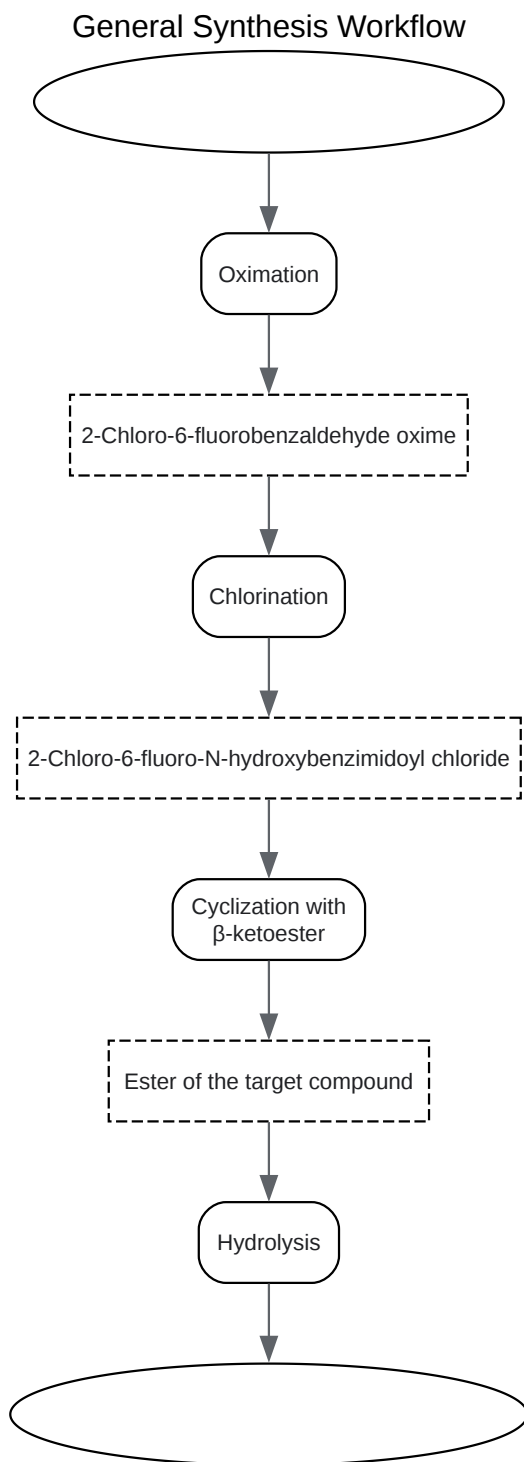 General Synthesis Workflow
Oximation
2-Chloro-6-fluorobenzaldehyde oxime
Chlorination
2-Chloro-6-fluoro-N-hydroxybenzimidoyl chloride
Cyclization with
β-ketoester
Ester of the target compound
Hydrolysis